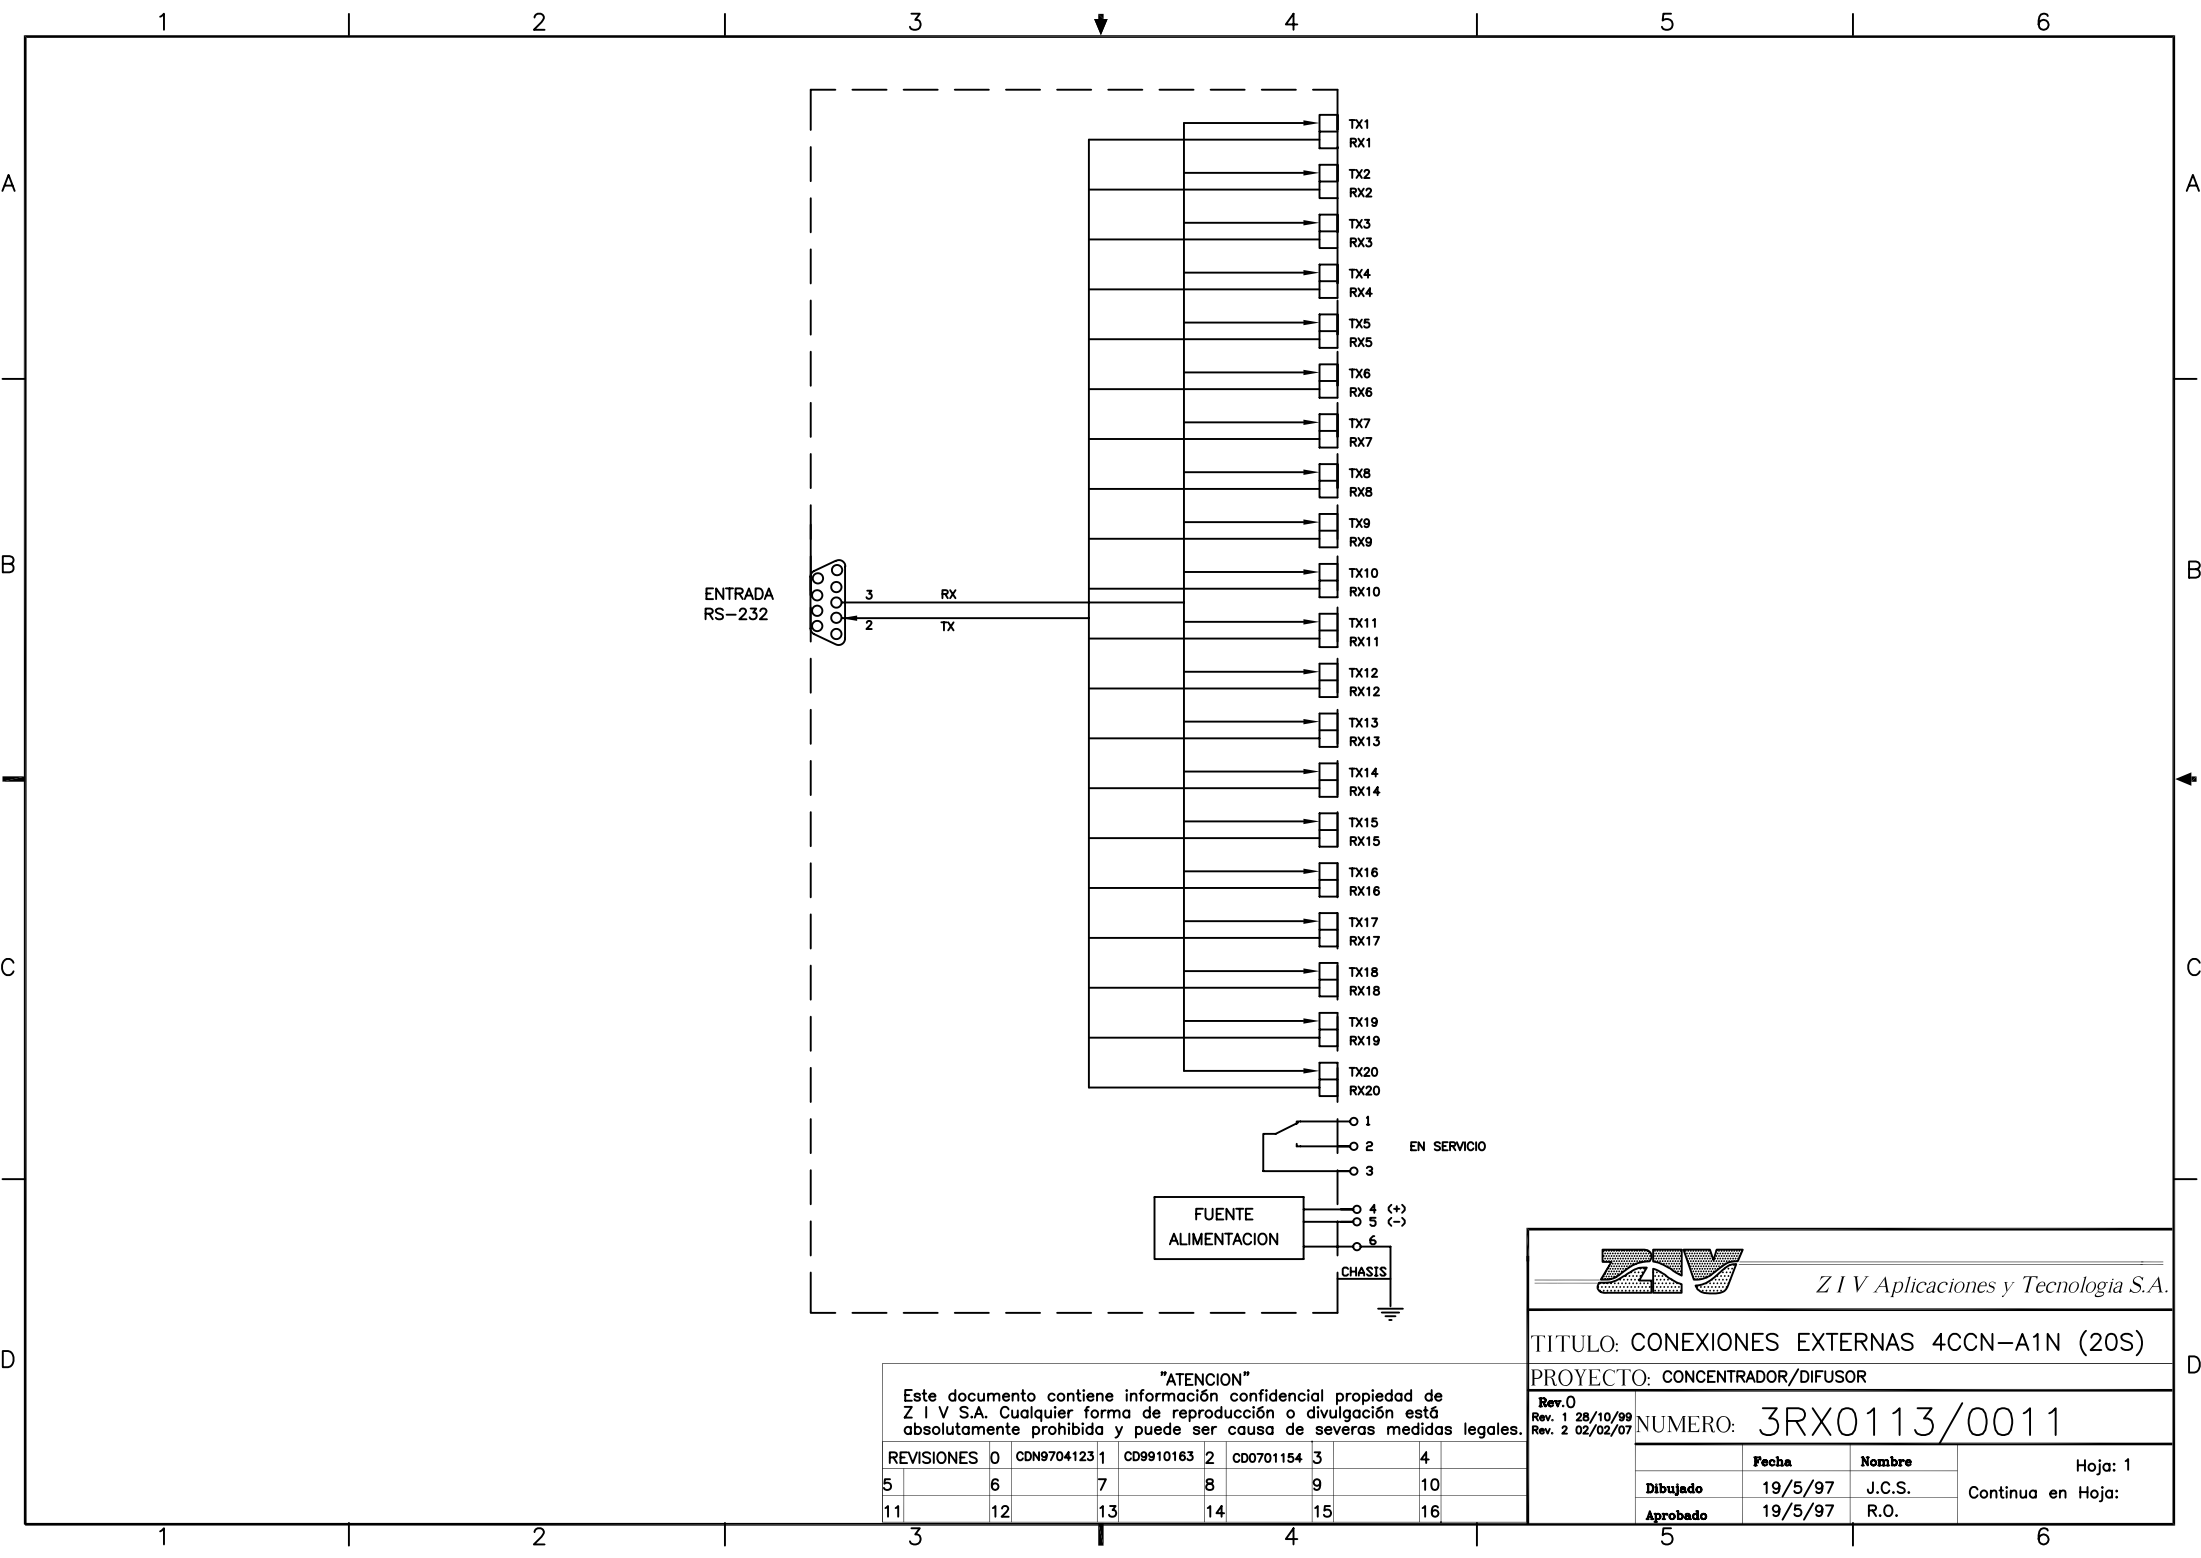 1 2 3 4 5 6
A A
B B
C C
D D
TX1
RX1
TX2
RX2
TX3
RX3
TX4
RX4
TX5
RX5
TX6
RX6
TX7
RX7
TX8
RX8
TX9
RX9
TX10
RX10
TX11
RX11
TX12
RX12
TX13
RX13
TX14
RX14
TX15
RX15
TX16
RX16
TX17
RX17
TX18
RX18
TX19
RX19
TX20
RX20
ENTRADA
RS-232
3 RX
2 TX
1
2 EN SERVICIO
3
FUENTE
ALIMENTACION
4 (+)
5 (-)
6
CHASIS
ZIV
Z I V Aplicaciones y Tecnologia S.A.
TITULO: CONEXIONES EXTERNAS 4CCN-A1N (20S)
PROYECTO: CONCENTRADOR/DIFUSOR
Rev.0
Rev. 1 28/10/99
Rev. 2 02/02/07
NUMERO: 3RX0113/0011
Fecha Nombre
Dibujado 19/5/97 J.C.S.
Aprobado 19/5/97 R.O.
Hoja: 1
Continua en Hoja:
"ATENCION"
Este documento contiene información confidencial propiedad de
Z I V S.A. Cualquier forma de reproducción o divulgación está
absolutamente prohibida y puede ser causa de severas medidas legales.
REVISIONES 0 CDN9704123 1 CD9910163 2 CD0701154 3 4
5 6 7 8 9 10
11 12 13 14 15 16
1 2 3 4 5 6